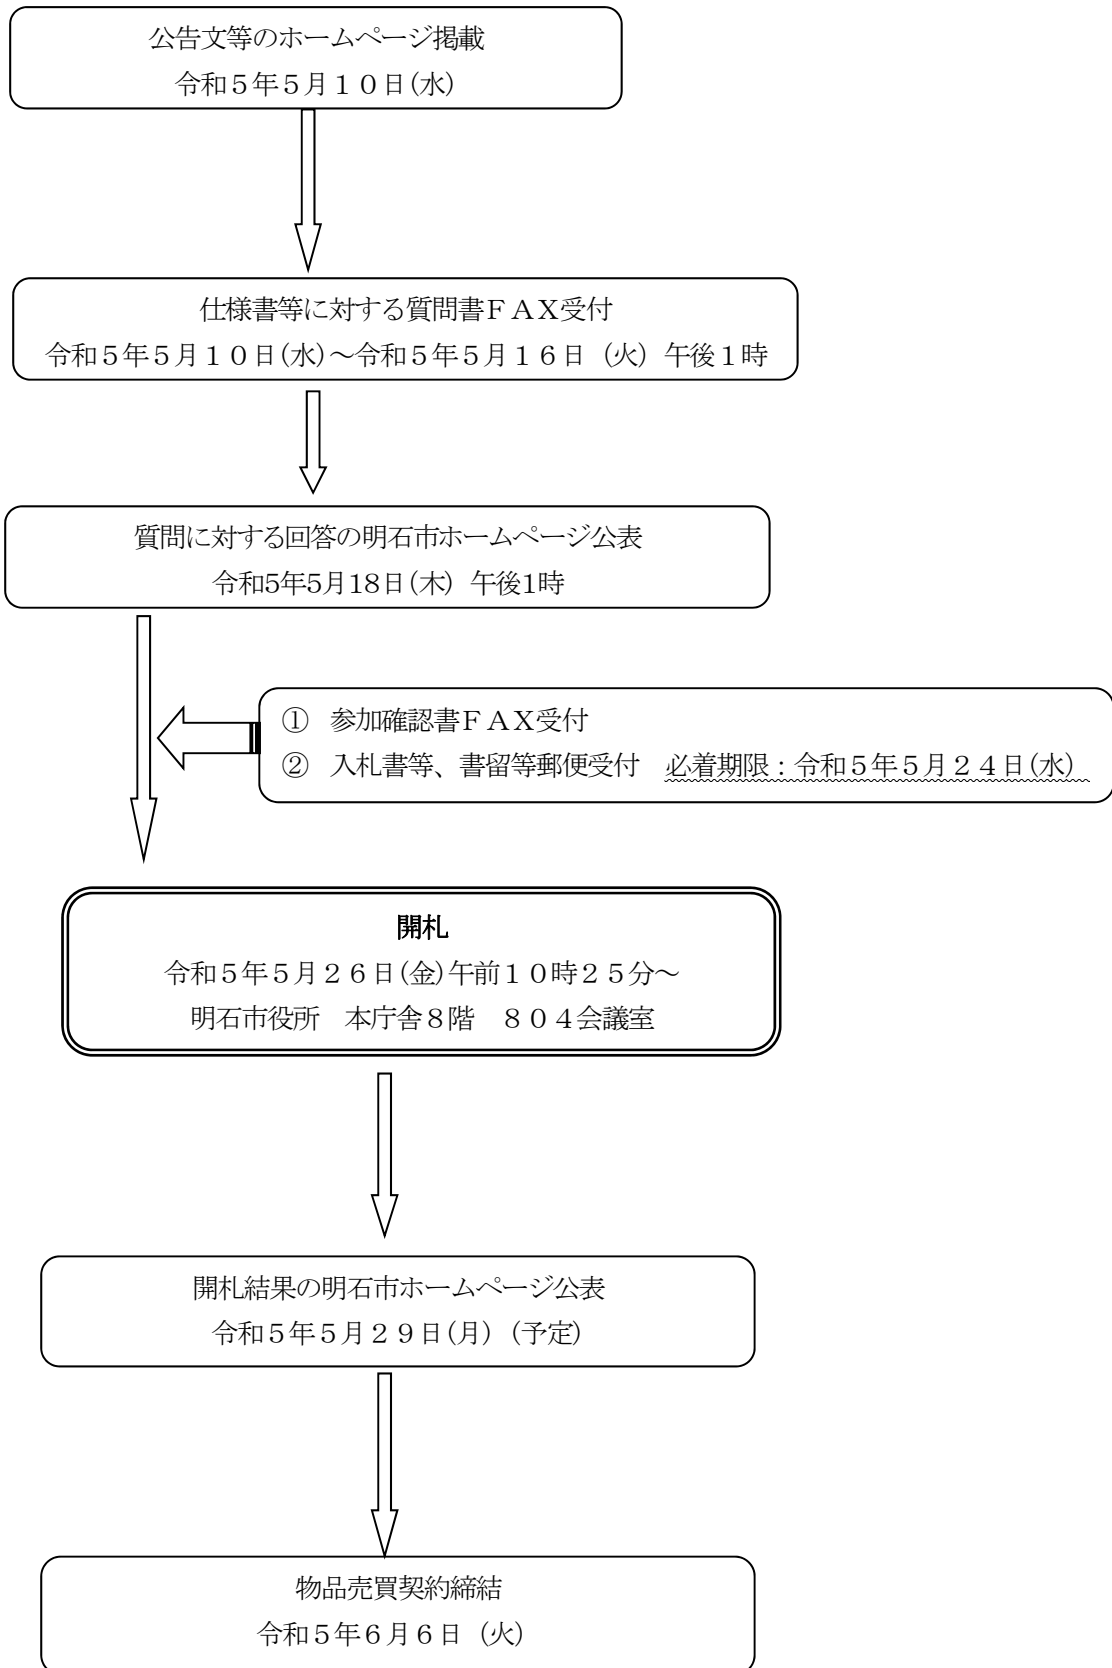 公告文等のホームページ掲載
令和５年５月１０日(水)
仕様書等に対する質問書ＦＡＸ受付
令和５年５月１０日(水)～令和５年５月１６日（火）午後１時
質問に対する回答の明石市ホームページ公表
令和5年5月18日(木）午後1時
①　参加確認書ＦＡＸ受付
②　入札書等、書留等郵便受付　必着期限：令和５年５月２４日(水)
開札
令和５年５月２６日(金)午前１０時２５分～
明石市役所　本庁舎８階　８０４会議室
開札結果の明石市ホームページ公表
令和５年５月２９日(月)（予定）
物品売買契約締結
令和５年６月６日（火）